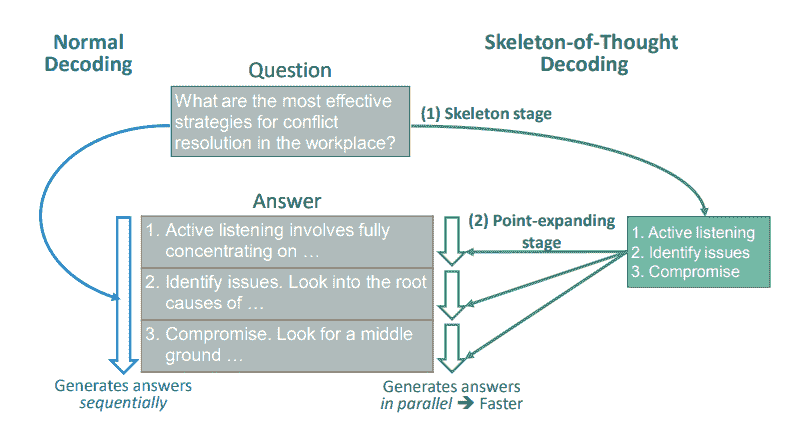 Normal
Decoding
Skeleton-of-Thought
Decoding
Question
What are the most effective
strategies for conflict
resolution in the workplace?
(1) Skeleton stage
Answer
1. Active listening involves fully
concentrating on …
2. Identify issues. Look into the root
causes of …
3. Compromise. Look for a middle
ground …
(2) Point-expanding
stage
1. Active listening
2. Identify issues
3. Compromise
Generates answers
sequentially
Generates answers
in parallel ➔ Faster